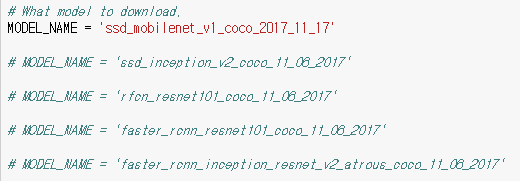 # What model to download.
MODEL_NAME = 'ssd_mobilenet_v1_coco_2017_11_17'
# MODEL_NAME = 'ssd_inception_v2_coco_11_06_2017'
# MODEL_NAME = 'rfcn_resnet101_coco_11_06_2017'
# MODEL_NAME = 'faster_rcnn_resnet101_coco_11_06_2017'
# MODEL_NAME = 'faster_rcnn_inception_resnet_v2_atrous_coco_11_06_2017'